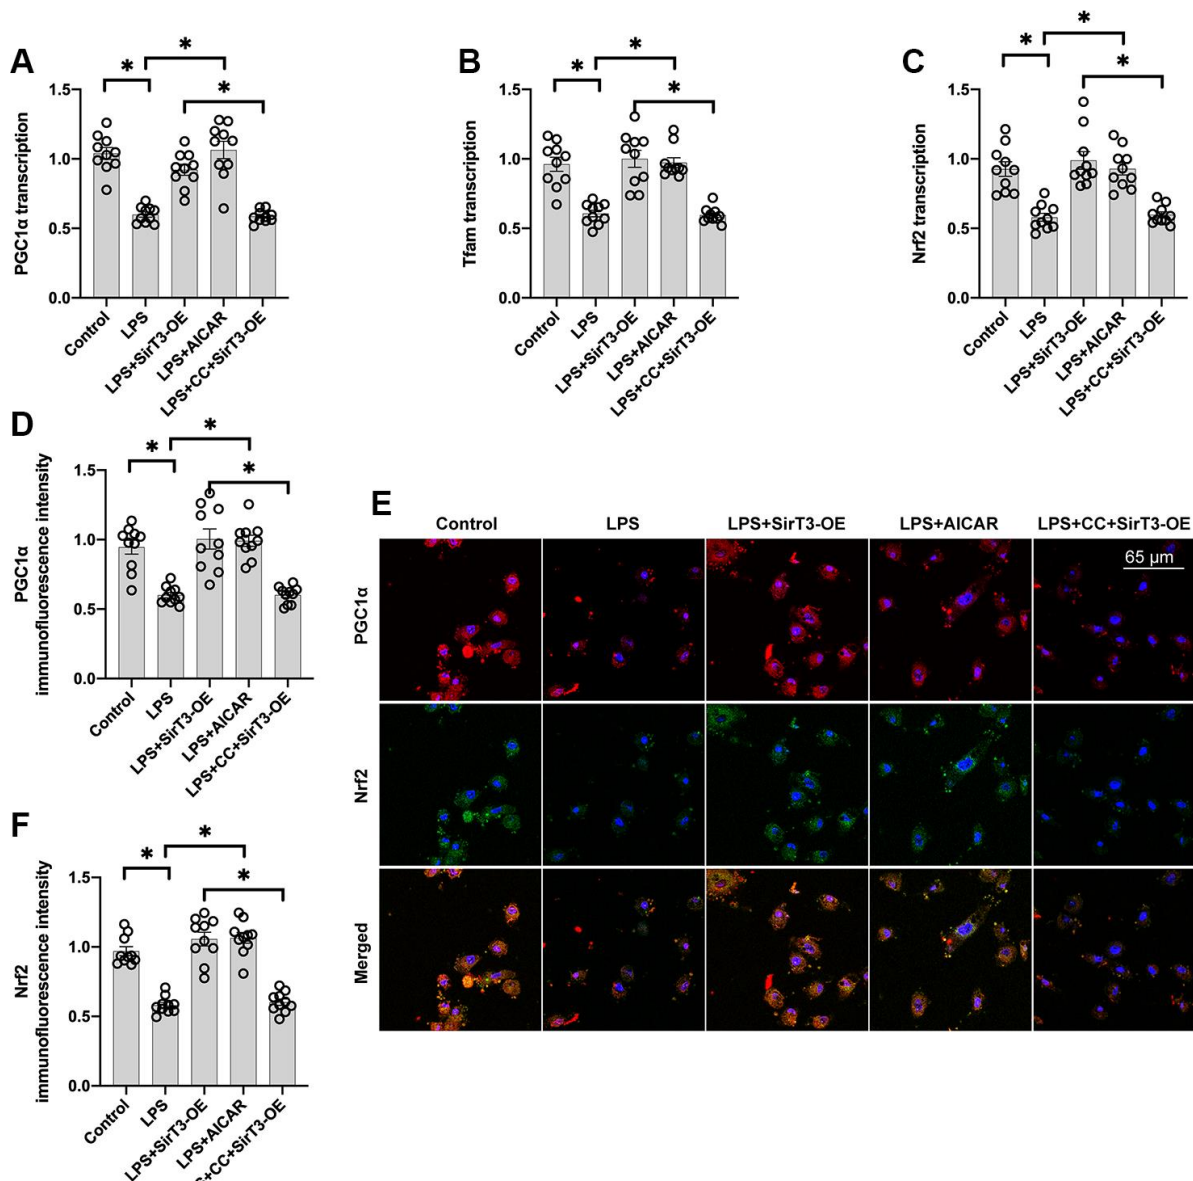 A
*
*
*
PGC1α transcription
1.5
1.0
0.5
0.0
Control
LPS
LPS+SirT3-OE
LPS+AICAR
LPS+CC+SirT3-OE
B
*
*
*
Tfam transcription
1.5
1.0
0.5
0.0
Control
LPS
LPS+SirT3-OE
LPS+AICAR
LPS+CC+SirT3-OE
C
*
*
*
Nrf2 transcription
1.5
1.0
0.5
0.0
Control
LPS
LPS+SirT3-OE
LPS+AICAR
LPS+CC+SirT3-OE
D
*
*
*
PGC1α
immunofluorescence intensity
1.5
1.0
0.5
0.0
Control
LPS
LPS+SirT3-OE
LPS+AICAR
LPS+CC+SirT3-OE
E
Control
LPS
LPS+SirT3-OE
LPS+AICAR
LPS+CC+SirT3-OE
65 μm
PGC1α
Nrf2
Merged
F
*
*
*
Nrf2
immunofluorescence intensity
1.5
1.0
0.5
0.0
Control
LPS
LPS+SirT3-OE
LPS+AICAR
+CC+SirT3-OE